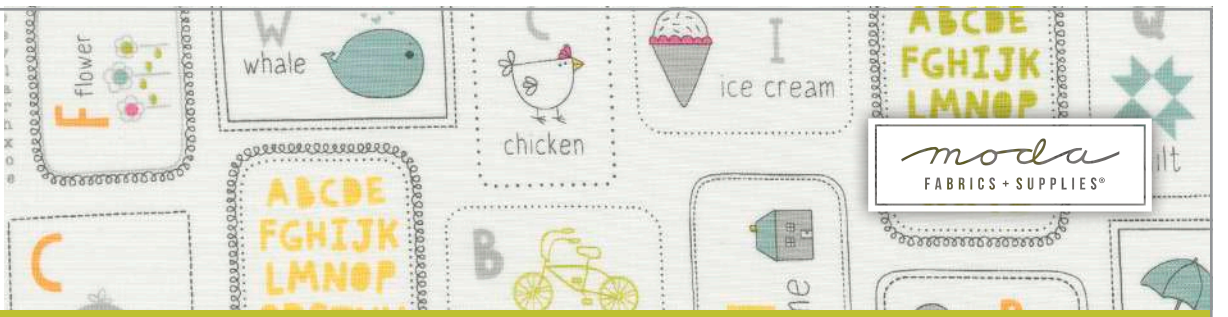 F
flower
W
whale
C
chicken
I
ice cream
ABCDE
FGHIJK
LMNOP
Q
moda
FABRICS + SUPPLIES®
C
ABCDE
FGHIJK
LMNOP
B